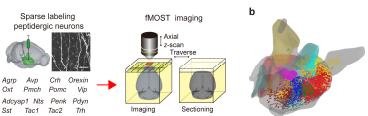 Sparse labeling
peptidergic neurons
Agrp Avp Crh Orexin
Oxt Pmch Pomc Vip
Adcyap1 Nts Penk Pdyn
Sst Tac1 Tac2 Trh
fMOST imaging
Axial
z-scan
Traverse
Imaging
Sectioning
b